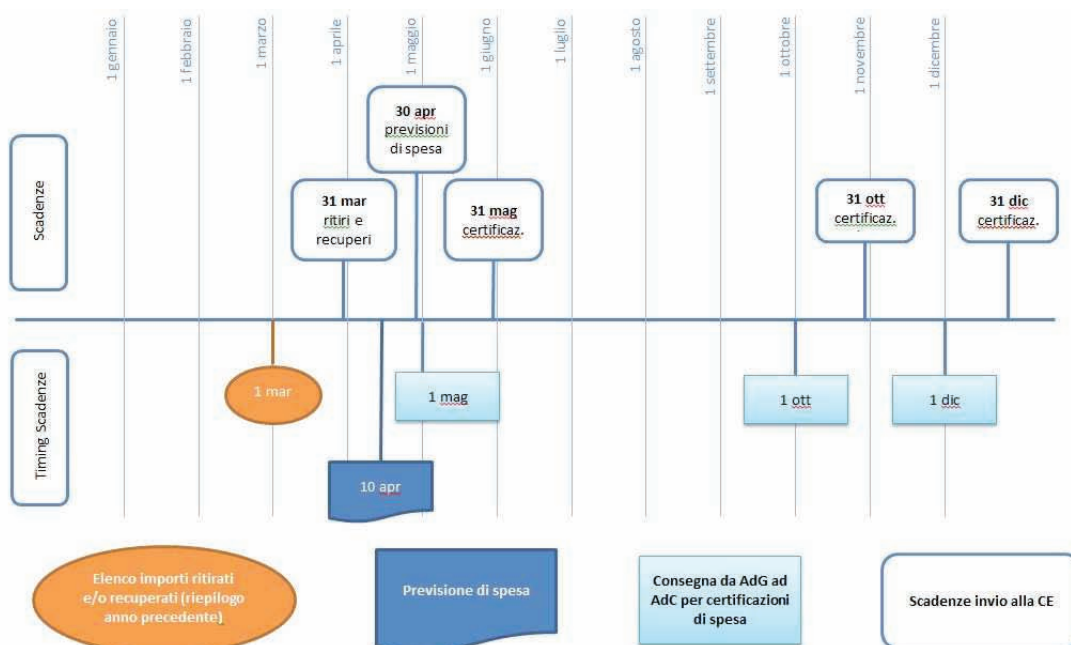 1 gennaio
1 febbraio
1 marzo
1 aprile
1 maggio
1 giugno
1 luglio
1 agosto
1 settembre
1 ottobre
1 novembre
1 dicembre
Scadenze
30 apr
previsioni
di spesa
31 mar
ritiri e
recuperi
31 mag
certificaz.
31 ott
certificaz.
31 dic
certificaz.
Timing Scadenze
1 mar
1 mag
1 ott
1 dic
10 apr
Elenco importi ritirati
e/o recuperati (riepilogo
anno precedente)
Previsione di spesa
Consegna da AdG ad
AdC per certificazioni
di spesa
Scadenze invio alla CE